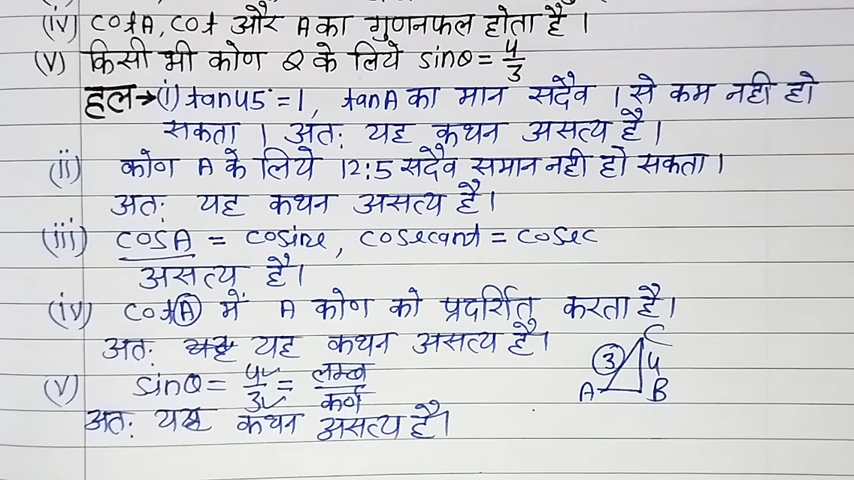 (iv) cotA, cot और A का गुणनफल होता है।
(v) किसी भी कोण θ के लिये sinθ = 4/3
हल→(i) tan45° = 1, tanA का मान सदैव 1 से कम नही हो
सकता। अतः यह कथन असत्य है।
(ii) कोण A के लिये 12:5 सदैव समान नही हो सकता।
अतः यह कथन असत्य है।
(iii) cosA = cosine, cosecant = cosec
असत्य है।
(iv) cotA में A कोण को प्रदर्शित करता है।
अतः यह कथन असत्य है।
(v) sinθ = 4/3 = लम्ब/कर्ण
अतः यह कथन असत्य है।
C
3 4
A B